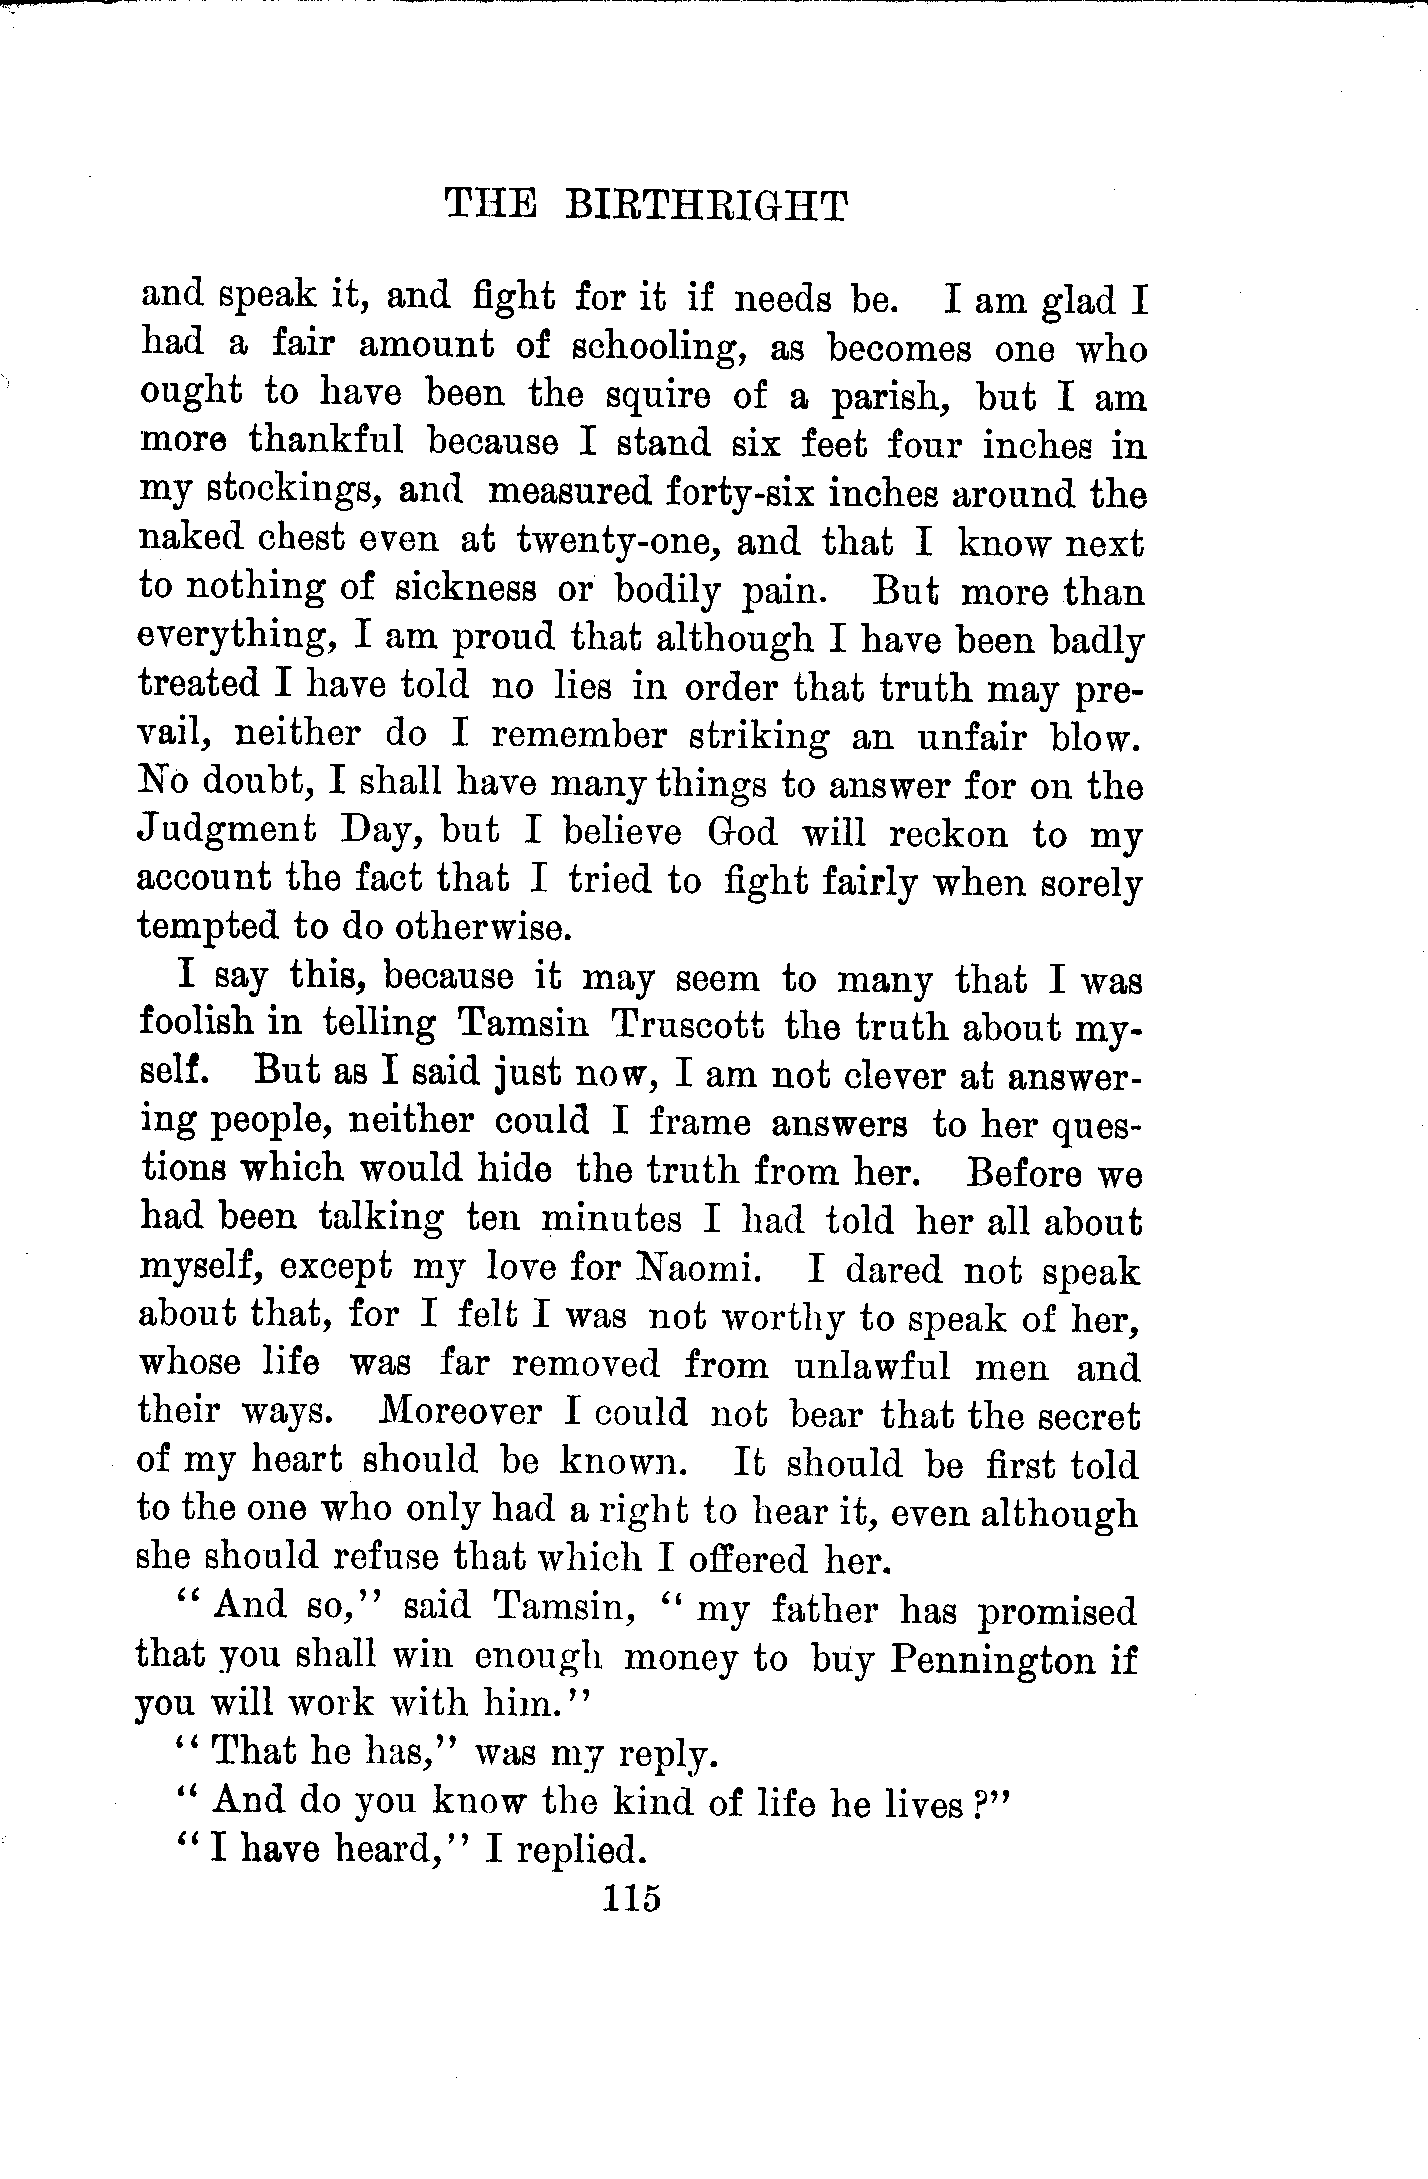 THE BIRTHRIGHT
and speak it, and fight for it if needs be. I am glad I
had a fair amount of schooling, as becomes one who
ought to have been the squire of a parish, but I am
more thankful because I stand six feet four inches in
my stockings, and measured forty-six inches around the
naked chest even at twenty-one, and that I know next
to nothing of sickness or bodily pain. But more than
everything, I am proud that although I have been badly
treated I have told no lies in order that truth may pre-
vail, neither do I remember striking an unfair blow.
No doubt, I shall have many things to answer for on the
Judgment Day, but I believe God will reckon to my
account the fact that I tried to fight fairly when sorely
tempted to do otherwise.
I say this, because it may seem to many that I was
foolish in telling Tamsin Truscott the truth about my-
self. But as I said just now, I am not clever at answer-
ing people, neither could I frame answers to her ques-
tions which would hide the truth from her. Before we
had been talking ten minutes I had told her all about
myself, except my love for Naomi. I dared not speak
about that, for I felt I was not worthy to speak of her,
whose life was far removed from unlawful men and
their ways. Moreover I could not bear that the secret
of my heart should be known. It should be first told
to the one who only had a right to hear it, even although
she should refuse that which I offered her.
“ And so,” said Tamsin, “ my father has promised
that you shall win enough money to buy Pennington if
you will work with him.”
“ That he has,” was my reply.
“ And do you know the kind of life he lives ?”
“ I have heard,” I replied.
115